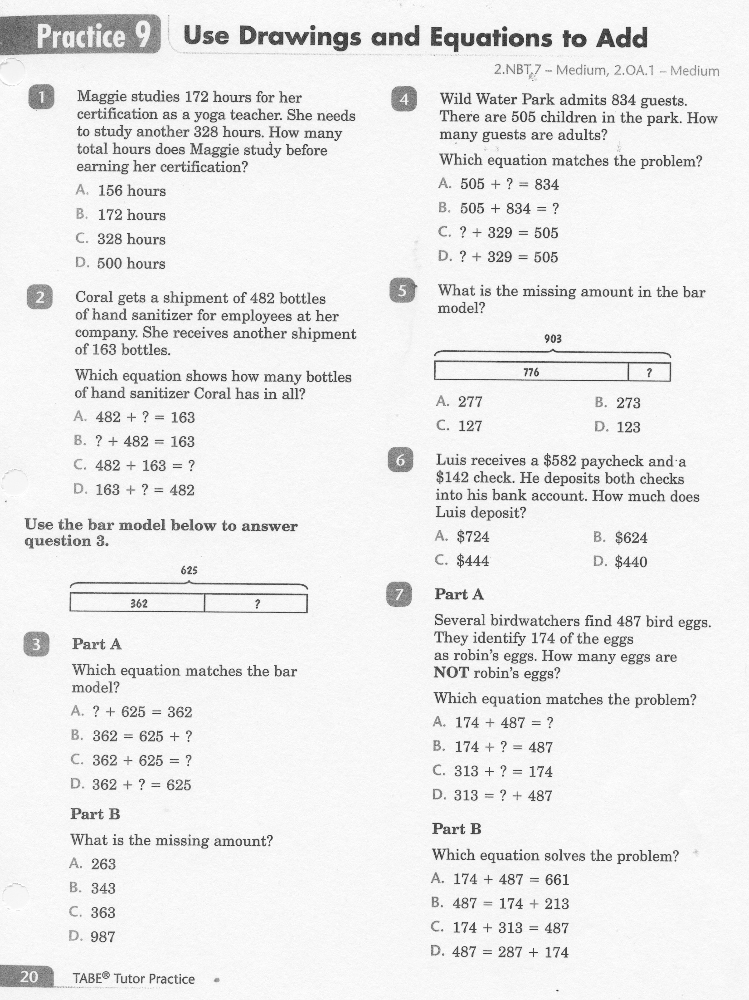 Practice 9
Use Drawings and Equations to Add
2.NBT.7 – Medium, 2.OA.1 – Medium
1
Maggie studies 172 hours for her
certification as a yoga teacher. She needs
to study another 328 hours. How many
total hours does Maggie study before
earning her certification?
A. 156 hours
B. 172 hours
C. 328 hours
D. 500 hours
2
Coral gets a shipment of 482 bottles
of hand sanitizer for employees at her
company. She receives another shipment
of 163 bottles.
Which equation shows how many bottles
of hand sanitizer Coral has in all?
A. 482 + ? = 163
B. ? + 482 = 163
C. 482 + 163 = ?
D. 163 + ? = 482
Use the bar model below to answer
question 3.
625
362 ?
3
Part A
Which equation matches the bar
model?
A. ? + 625 = 362
B. 362 = 625 + ?
C. 362 + 625 = ?
D. 362 + ? = 625
Part B
What is the missing amount?
A. 263
B. 343
C. 363
D. 987
4
Wild Water Park admits 834 guests.
There are 505 children in the park. How
many guests are adults?
Which equation matches the problem?
A. 505 + ? = 834
B. 505 + 834 = ?
C. ? + 329 = 505
D. ? + 329 = 505
5
What is the missing amount in the bar
model?
903
776 ?
A. 277 B. 273
C. 127 D. 123
6
Luis receives a $582 paycheck and a
$142 check. He deposits both checks
into his bank account. How much does
Luis deposit?
A. $724 B. $624
C. $444 D. $440
7
Part A
Several birdwatchers find 487 bird eggs.
They identify 174 of the eggs
as robin's eggs. How many eggs are
NOT robin's eggs?
Which equation matches the problem?
A. 174 + 487 = ?
B. 174 + ? = 487
C. 313 + ? = 174
D. 313 = ? + 487
Part B
Which equation solves the problem?
A. 174 + 487 = 661
B. 487 = 174 + 213
C. 174 + 313 = 487
D. 487 = 287 + 174
20
TABE® Tutor Practice